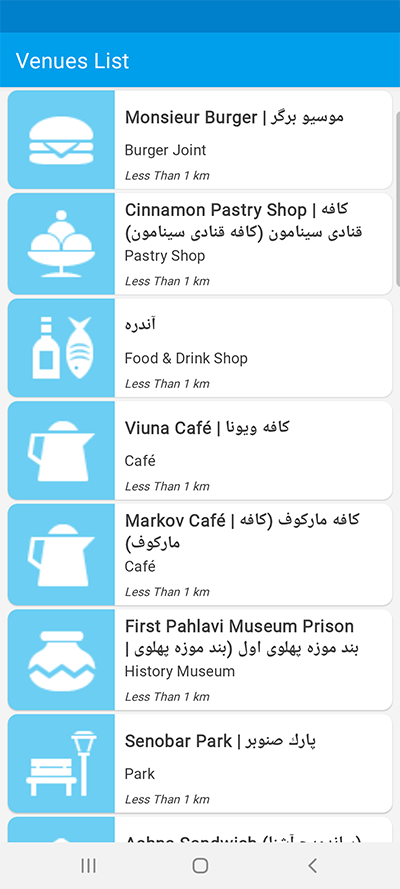 Venues List
Monsieur Burger | موسیو برگر
Burger Joint
Less Than 1 km
Cinnamon Pastry Shop | کافه
قنادی سینامون (کافه قنادی سینامون)
Pastry Shop
Less Than 1 km
آندره
Food & Drink Shop
Less Than 1 km
Viuna Café | کافه ویونا
Café
Less Than 1 km
Markov Café | کافه مارکوف (کافه
مارکوف)
Café
Less Than 1 km
First Pahlavi Museum Prison
| بند موزه پهلوی اول (بند موزه پهلوی
History Museum
Less Than 1 km
Senobar Park | پارك صنوبر
Park
Less Than 1 km